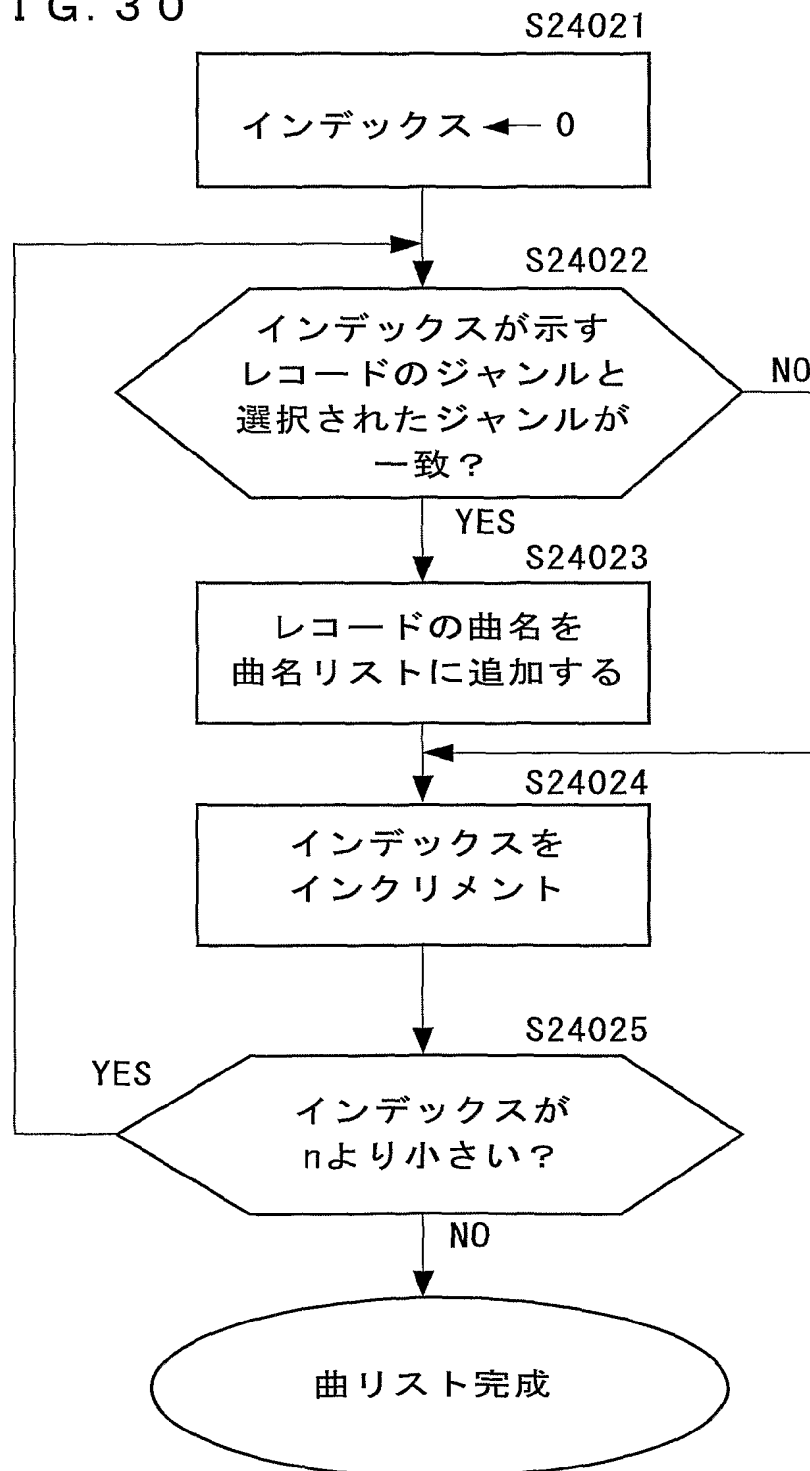 IG. 30
S24021
インデックス ← 0
S24022
インデックスが示す
レコードのジャンルと
選択されたジャンルが
一致?
NO
YES
S24023
レコードの曲名を
曲名リストに追加する
S24024
インデックスを
インクリメント
S24025
YES
インデックスが
nより小さい?
NO
曲リスト完成